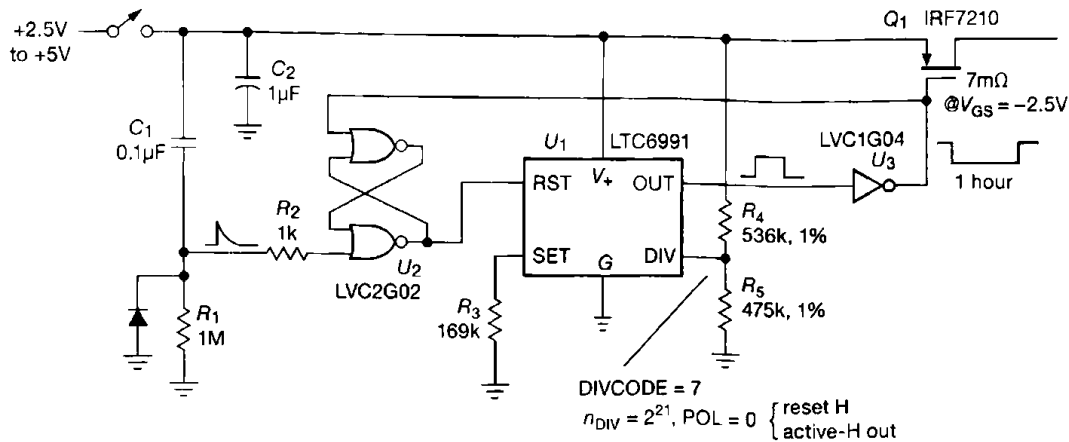 +2.5V
to +5V
C2
1μF
C1
0.1μF
R2
1k
R1
1M
U2
LVC2G02
U1
LTC6991
RST
V+
OUT
SET
G
DIV
R3
169k
R4
536k, 1%
R5
475k, 1%
Q1
IRF7210
7mΩ
@VGS = −2.5V
LVC1G04
U3
1 hour
DIVCODE = 7
nDIV = 2^21, POL = 0 { reset H
active-H out